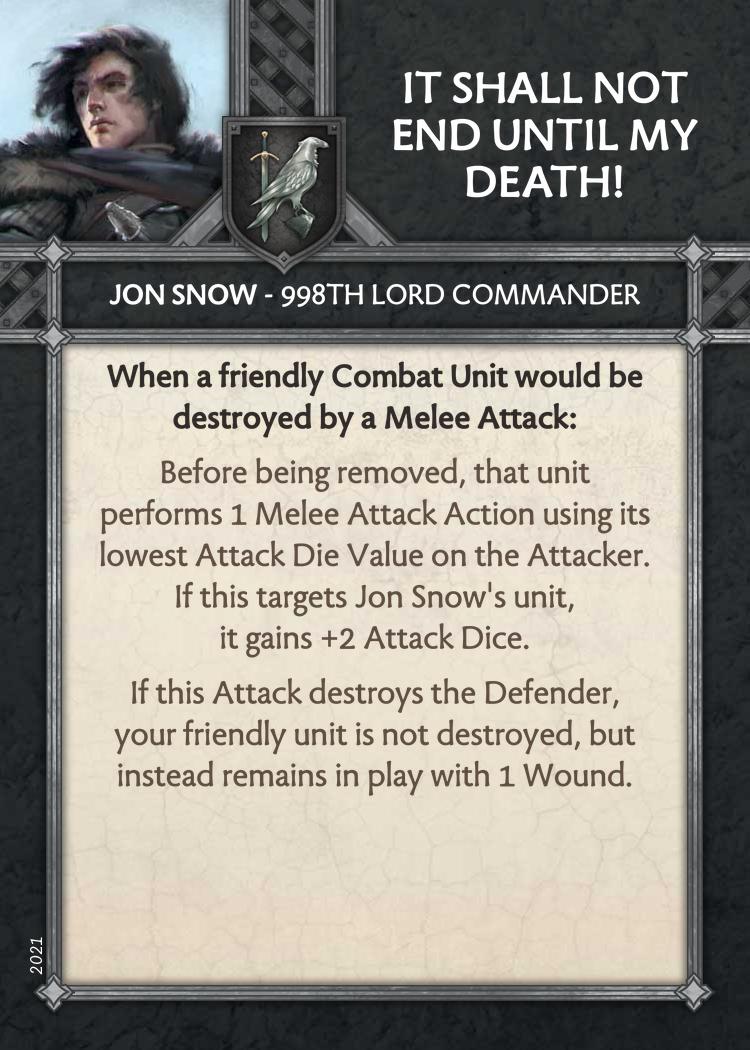 IT SHALL NOT
END UNTIL MY
DEATH!
JON SNOW - 998TH LORD COMMANDER
When a friendly Combat Unit would be
destroyed by a Melee Attack:
Before being removed, that unit
performs 1 Melee Attack Action using its
lowest Attack Die Value on the Attacker.
If this targets Jon Snow's unit,
it gains +2 Attack Dice.
If this Attack destroys the Defender,
your friendly unit is not destroyed, but
instead remains in play with 1 Wound.
2021